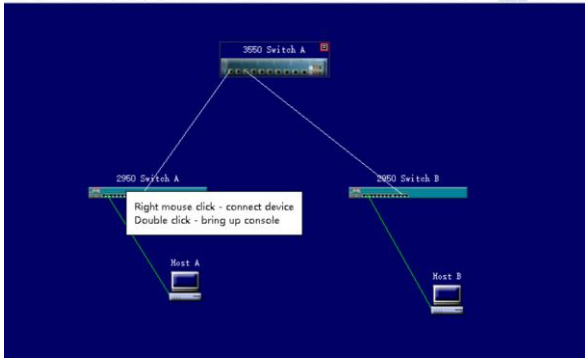 3550 Switch A
2950 Switch A
2950 Switch B
Right mouse click - connect device
Double click - bring up console
Host A
Host B